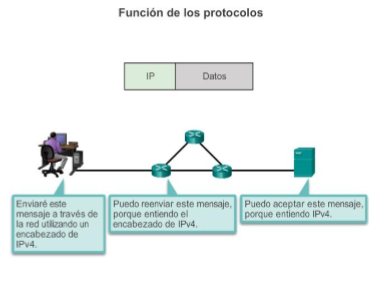 Función de los protocolos
IP Datos
Enviaré este
mensaje a través de
la red utilizando un
encabezado de
IPv4.
Puedo reenviar este mensaje,
porque entiendo el
encabezado de IPv4.
Puedo aceptar este mensaje,
porque entiendo IPv4.